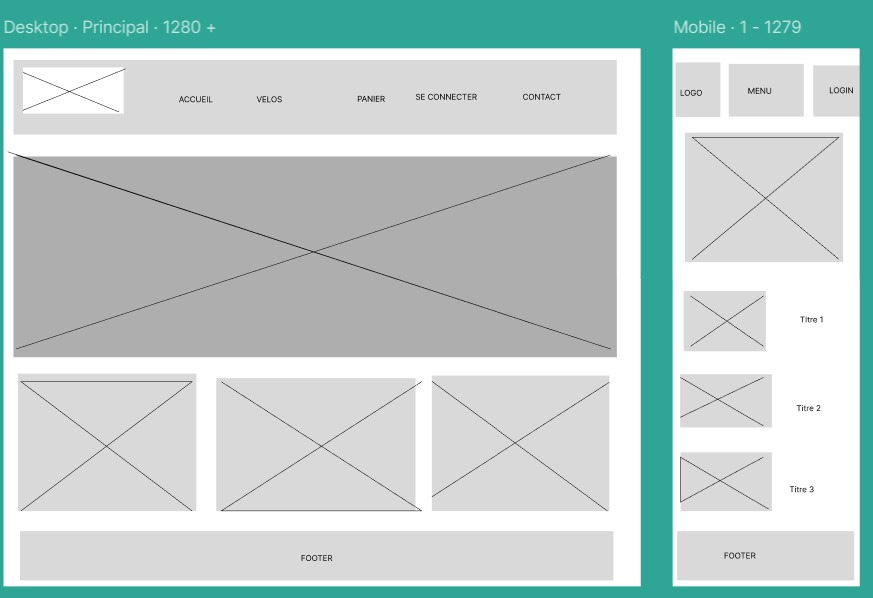 Desktop · Principal · 1280 +
ACCUEIL
VELOS
PANIER
SE CONNECTER
CONTACT
FOOTER
Mobile · 1 - 1279
LOGO
MENU
LOGIN
Titre 1
Titre 2
Titre 3
FOOTER